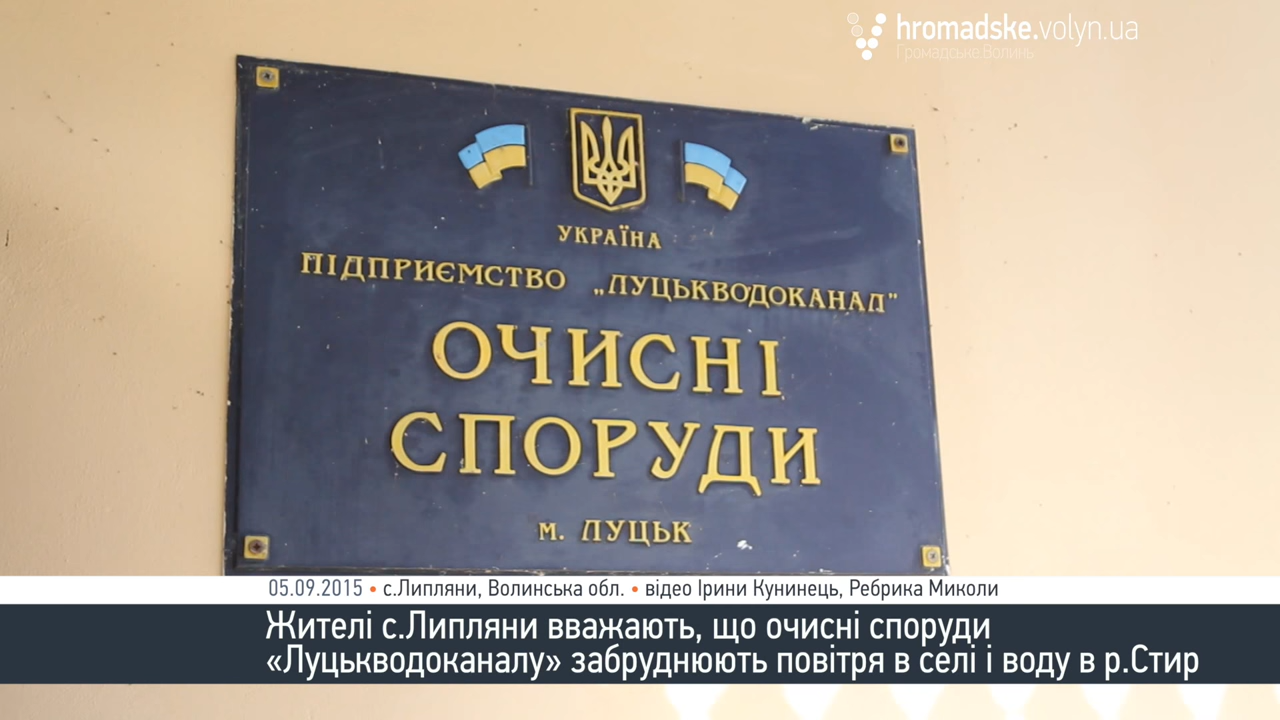 hromadske.volyn.ua
Громадське Волинь
УКРАЇНА
ПІДПРИЄМСТВО „ЛУЦЬКВОДОКАНАЛ"
ОЧИСНІ
СПОРУДИ
м. ЛУЦЬК
05.09.2015 • с.Липляни, Волинська обл. • відео Ірини Кунинець, Ребрика Миколи
Жителі с.Липляни вважають, що очисні споруди
«Луцькводоканалу» забруднюють повітря в селі і воду в р.Стир